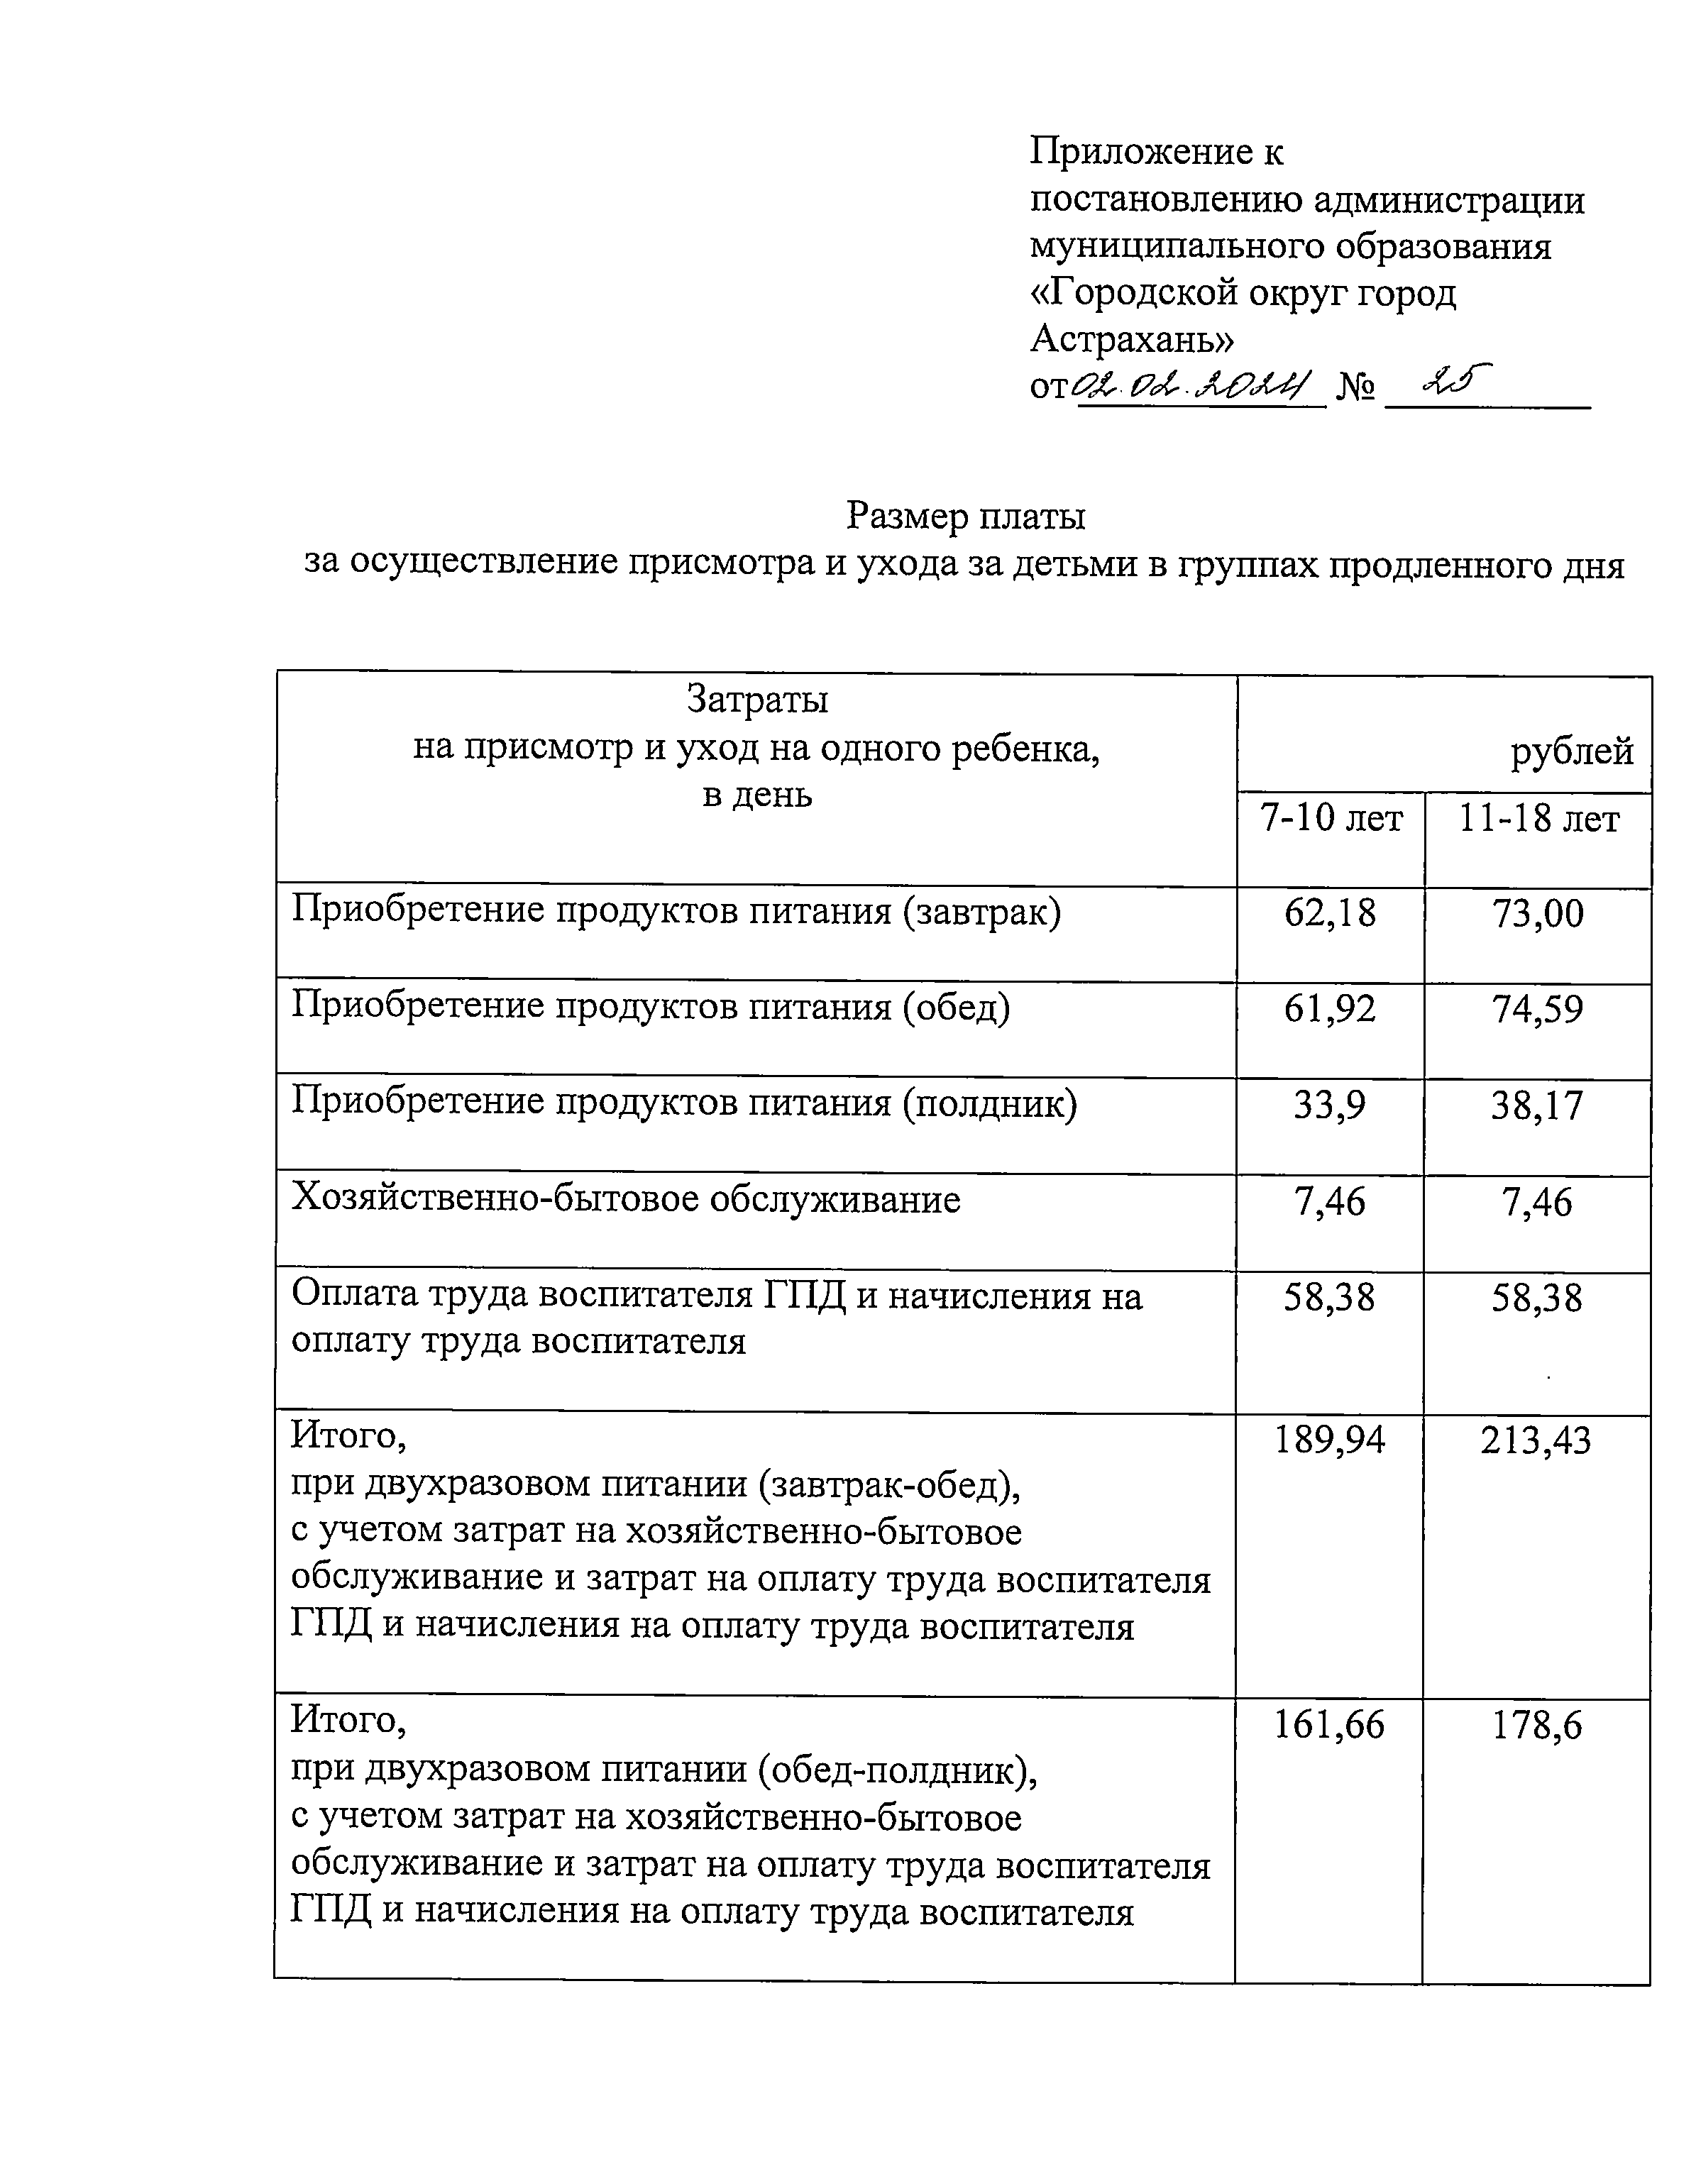 Приложение к
постановлению администрации
муниципального образования
«Городской округ город
Астрахань»
от 02.02.2024 № 25
Размер платы
за осуществление присмотра и ухода за детьми в группах продленного дня
Затраты
на присмотр и уход на одного ребенка,
в день
рублей
7-10 лет 11-18 лет
Приобретение продуктов питания (завтрак) 62,18 73,00
Приобретение продуктов питания (обед) 61,92 74,59
Приобретение продуктов питания (полдник) 33,9 38,17
Хозяйственно-бытовое обслуживание 7,46 7,46
Оплата труда воспитателя ГПД и начисления на 58,38 58,38
оплату труда воспитателя
Итого, 189,94 213,43
при двухразовом питании (завтрак-обед),
с учетом затрат на хозяйственно-бытовое
обслуживание и затрат на оплату труда воспитателя
ГПД и начисления на оплату труда воспитателя
Итого, 161,66 178,6
при двухразовом питании (обед-полдник),
с учетом затрат на хозяйственно-бытовое
обслуживание и затрат на оплату труда воспитателя
ГПД и начисления на оплату труда воспитателя